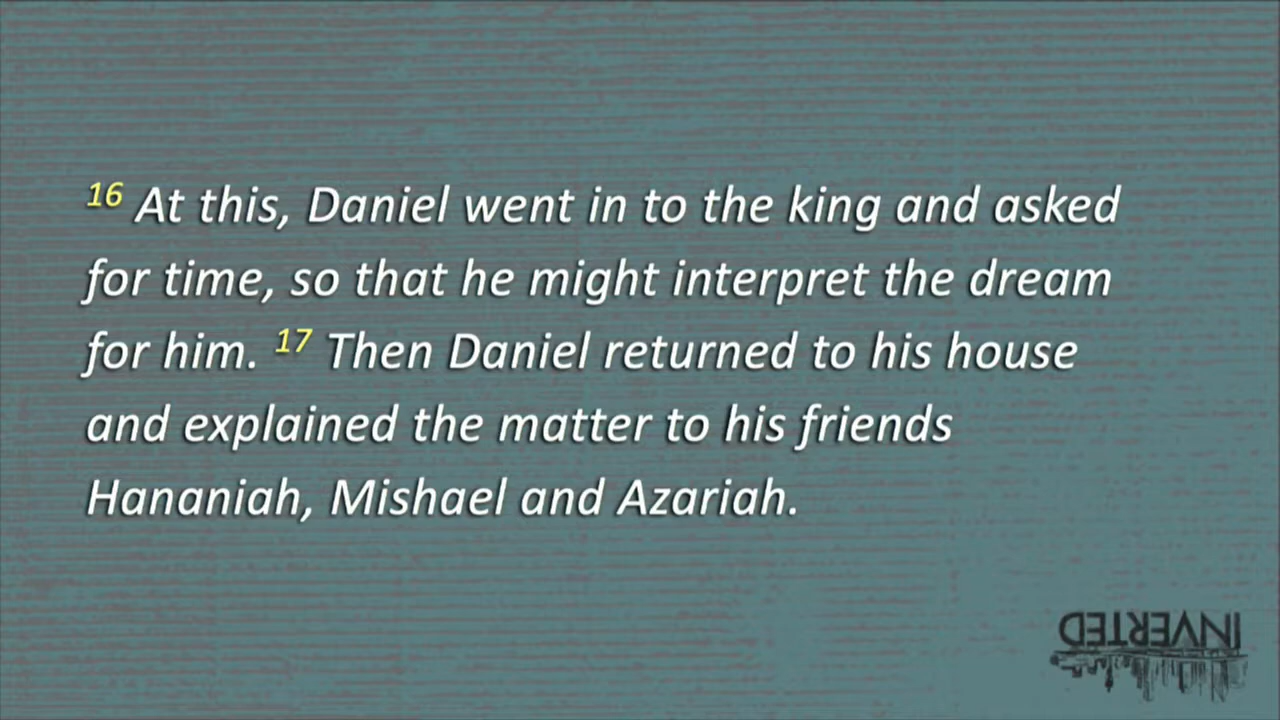 16 At this, Daniel went in to the king and asked
for time, so that he might interpret the dream
for him. 17 Then Daniel returned to his house
and explained the matter to his friends
Hananiah, Mishael and Azariah.
INVERTED